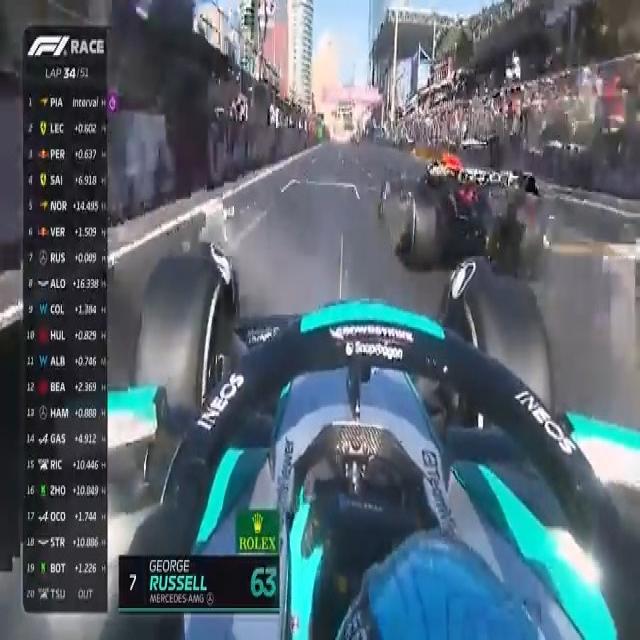 F1 RACE
LAP 34/51
1 PIA Interval H
2 LEC +0.602 H
3 PER +0.637 H
4 SAI +6.918 H
5 NOR +14.495 H
6 VER +1.509 H
7 RUS +0.009 H
8 ALO +16.338 H
9 COL +1.384 H
10 HUL +0.829 H
11 ALB +0.746 M
12 BEA +2.369 H
13 HAM +0.888 H
14 GAS +4.912 H
15 RIC +10.446 H
16 ZHO +10.849 H
17 OCO +1.744 H
18 STR +10.886 H
19 BOT +1.226 H
20 TSU OUT
CROWDSTRIKE
Snapdragon
INEOS
INEOS
ROLEX
7 GEORGE
RUSSELL 63
MERCEDES-AMG